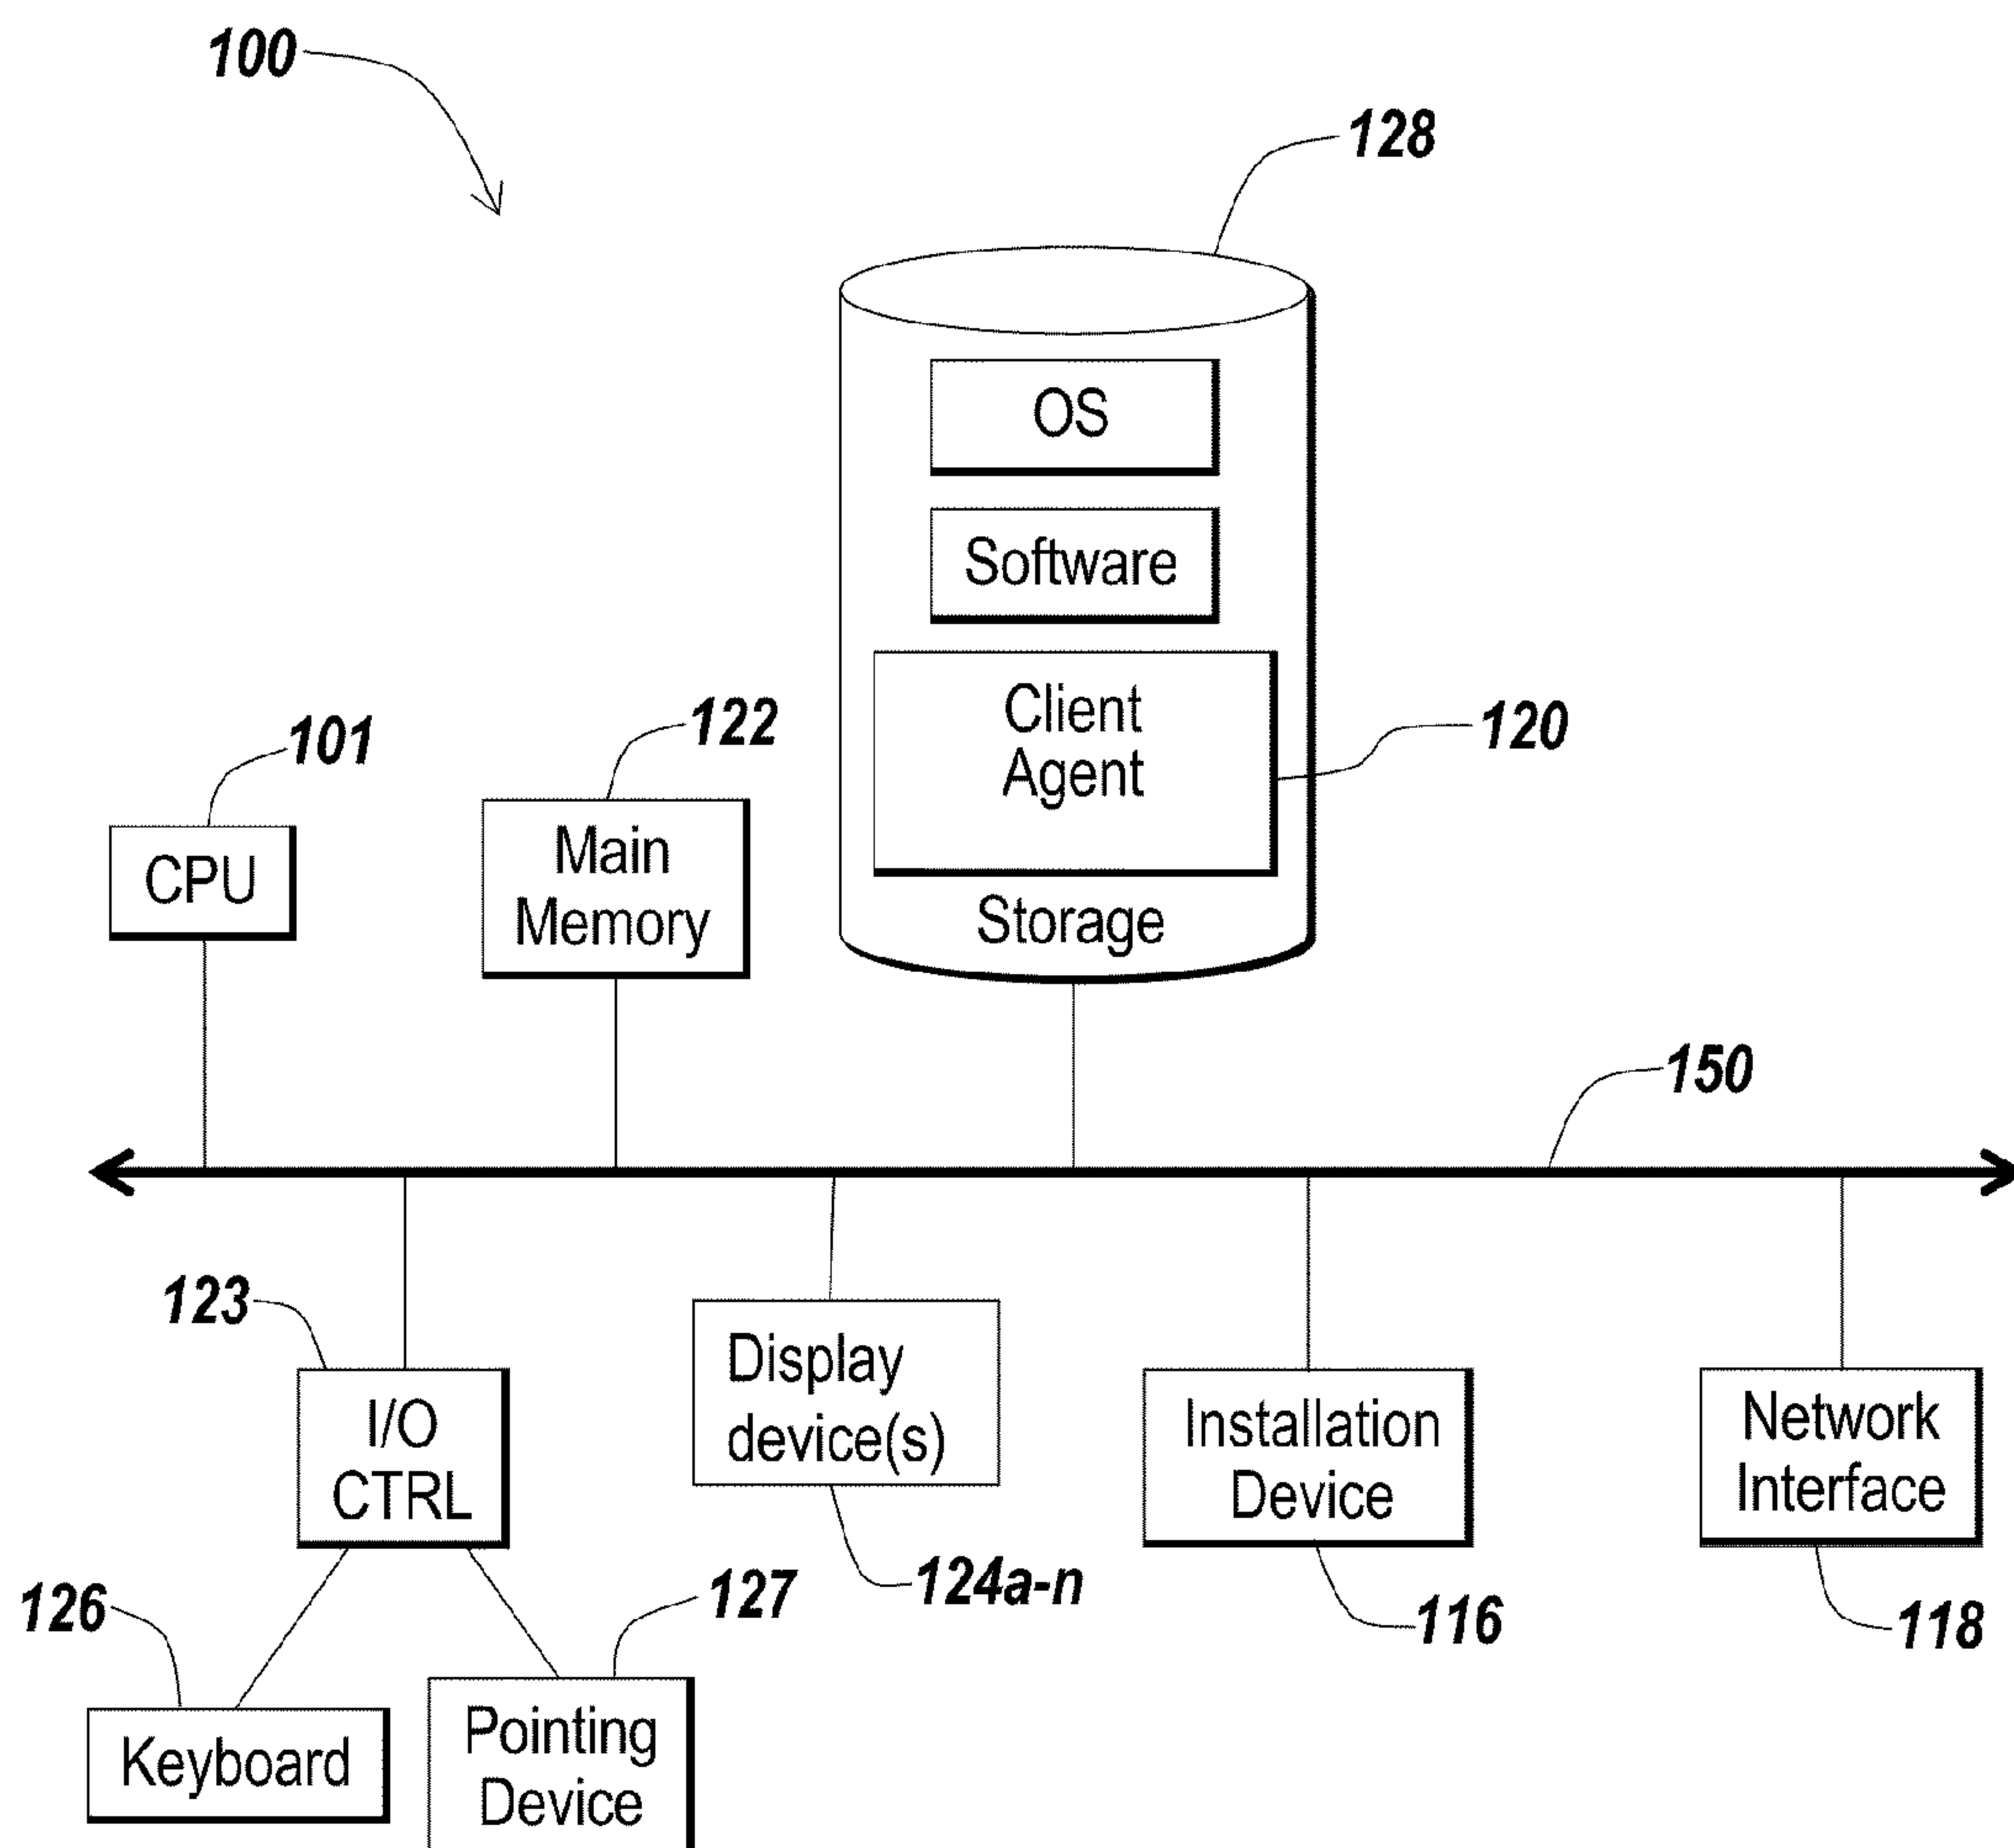 100
128
OS
Software
Client
Agent
120
Storage
101
CPU
122
Main
Memory
150
123
I/O
CTRL
Display
device(s)
124a-n
Installation
Device
116
Network
Interface
118
126
Keyboard
127
Pointing
Device